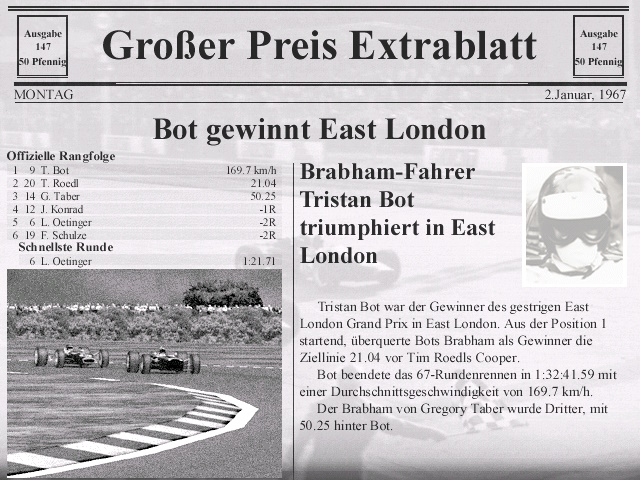 Ausgabe
147
50 Pfennig
Großer Preis Extrablatt
Ausgabe
147
50 Pfennig
MONTAG
2.Januar, 1967
Bot gewinnt East London
Offizielle Rangfolge
1 9 T. Bot 169.7 km/h
2 20 T. Roedl 21.04
3 14 G. Taber 50.25
4 12 J. Konrad -1R
5 6 L. Oetinger -2R
6 19 F. Schulze -2R
Schnellste Runde
6 L. Oetinger 1:21.71
Brabham-Fahrer
Tristan Bot
triumphiert in East
London
Tristan Bot war der Gewinner des gestrigen East
London Grand Prix in East London. Aus der Position 1
startend, überquerte Bots Brabham als Gewinner die
Ziellinie 21.04 vor Tim Roedls Cooper.
Bot beendete das 67-Rundenrennen in 1:32:41.59 mit
einer Durchschnittsgeschwindigkeit von 169.7 km/h.
Der Brabham von Gregory Taber wurde Dritter, mit
50.25 hinter Bot.